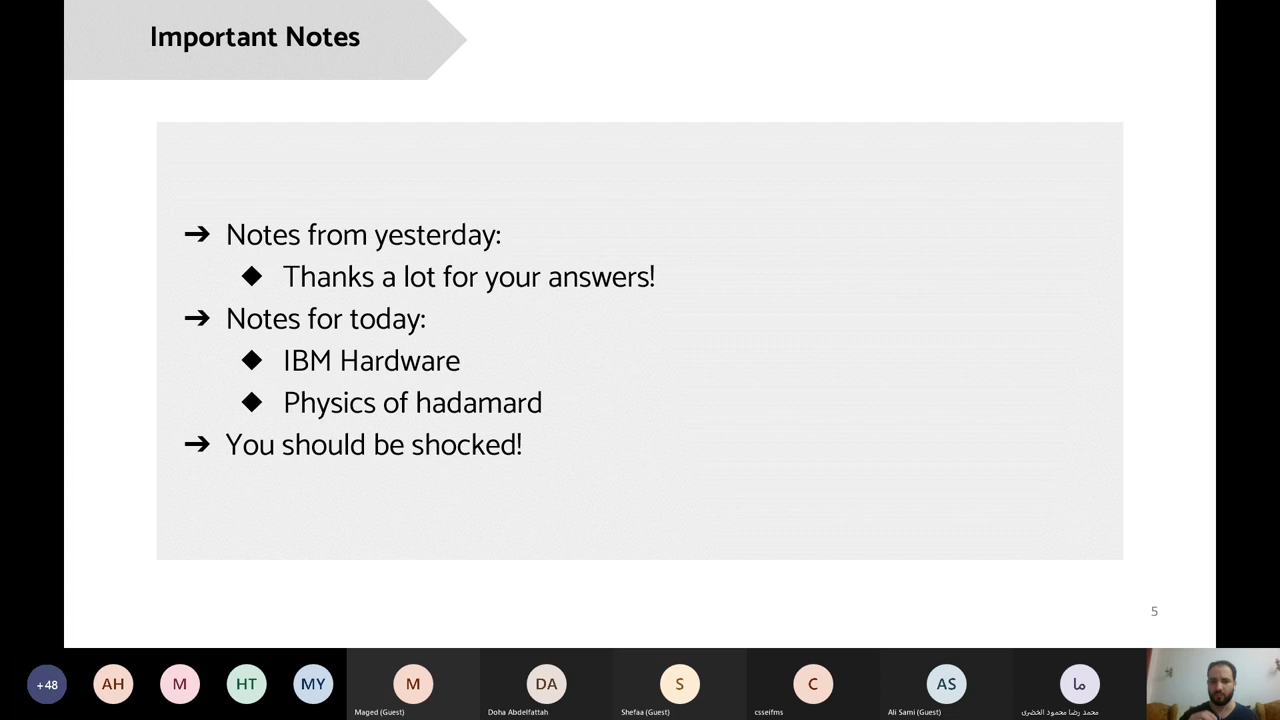 Important Notes
➔ Notes from yesterday:
◆ Thanks a lot for your answers!
➔ Notes for today:
◆ IBM Hardware
◆ Physics of hadamard
➔ You should be shocked!
5
+48
AH
M
HT
MY
M
DA
S
C
AS
ما
Maged (Guest)
Doha Abdelfattah
Shefaa (Guest)
csseifms
Ali Sami (Guest)
محمد رضا محمود الخضرى